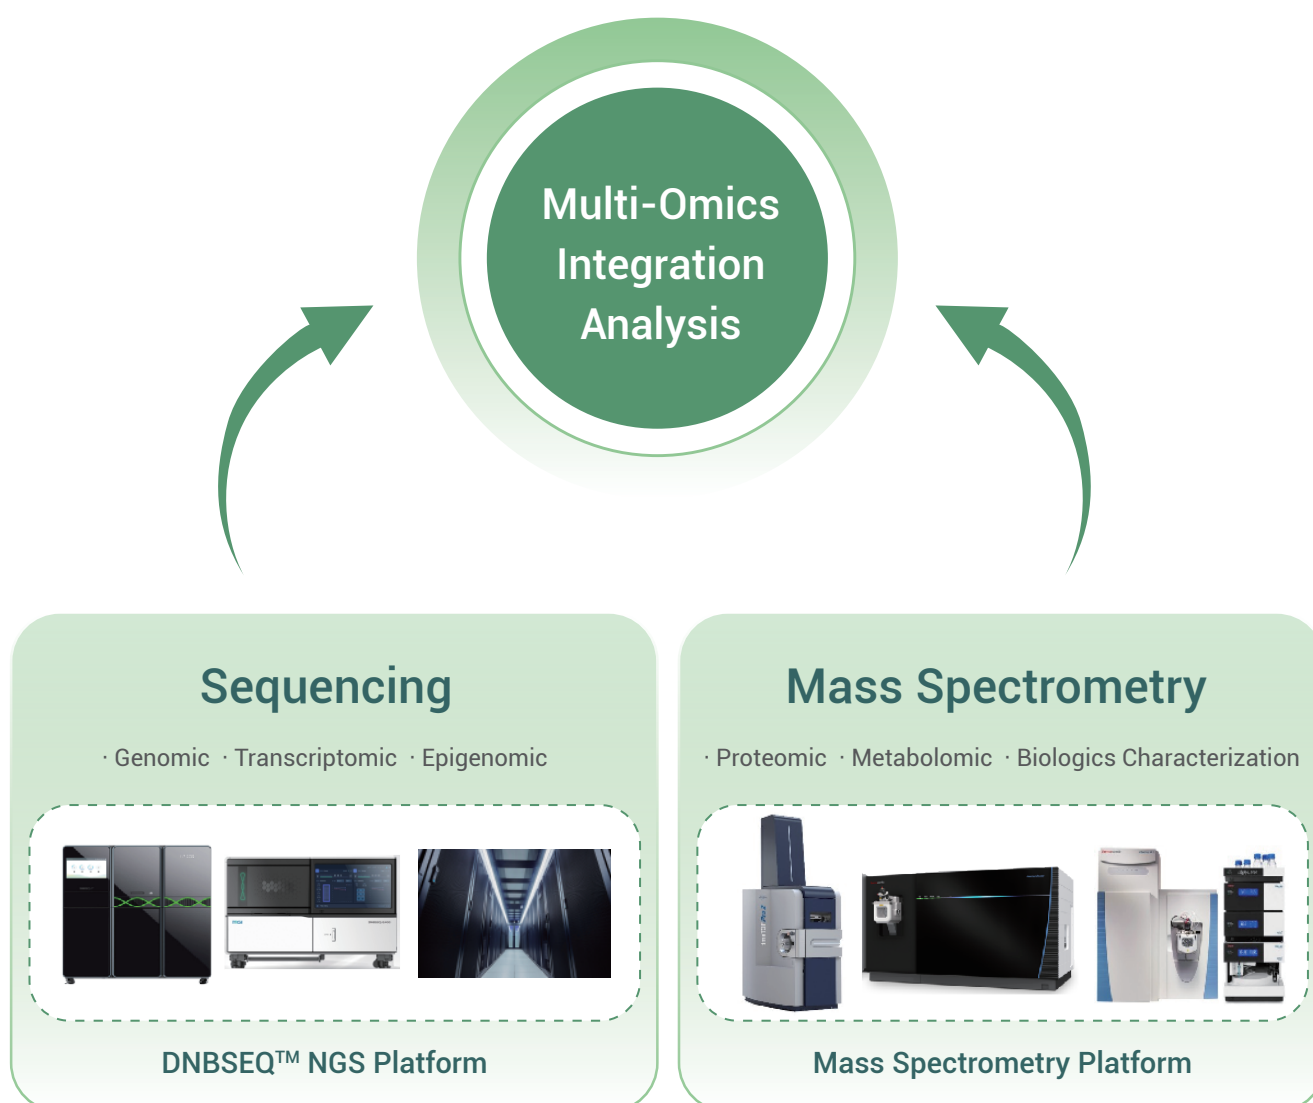 Multi-Omics
Integration
Analysis
Sequencing
· Genomic · Transcriptomic · Epigenomic
DNBSEQ™ NGS Platform
Mass Spectrometry
· Proteomic · Metabolomic · Biologics Characterization
Mass Spectrometry Platform